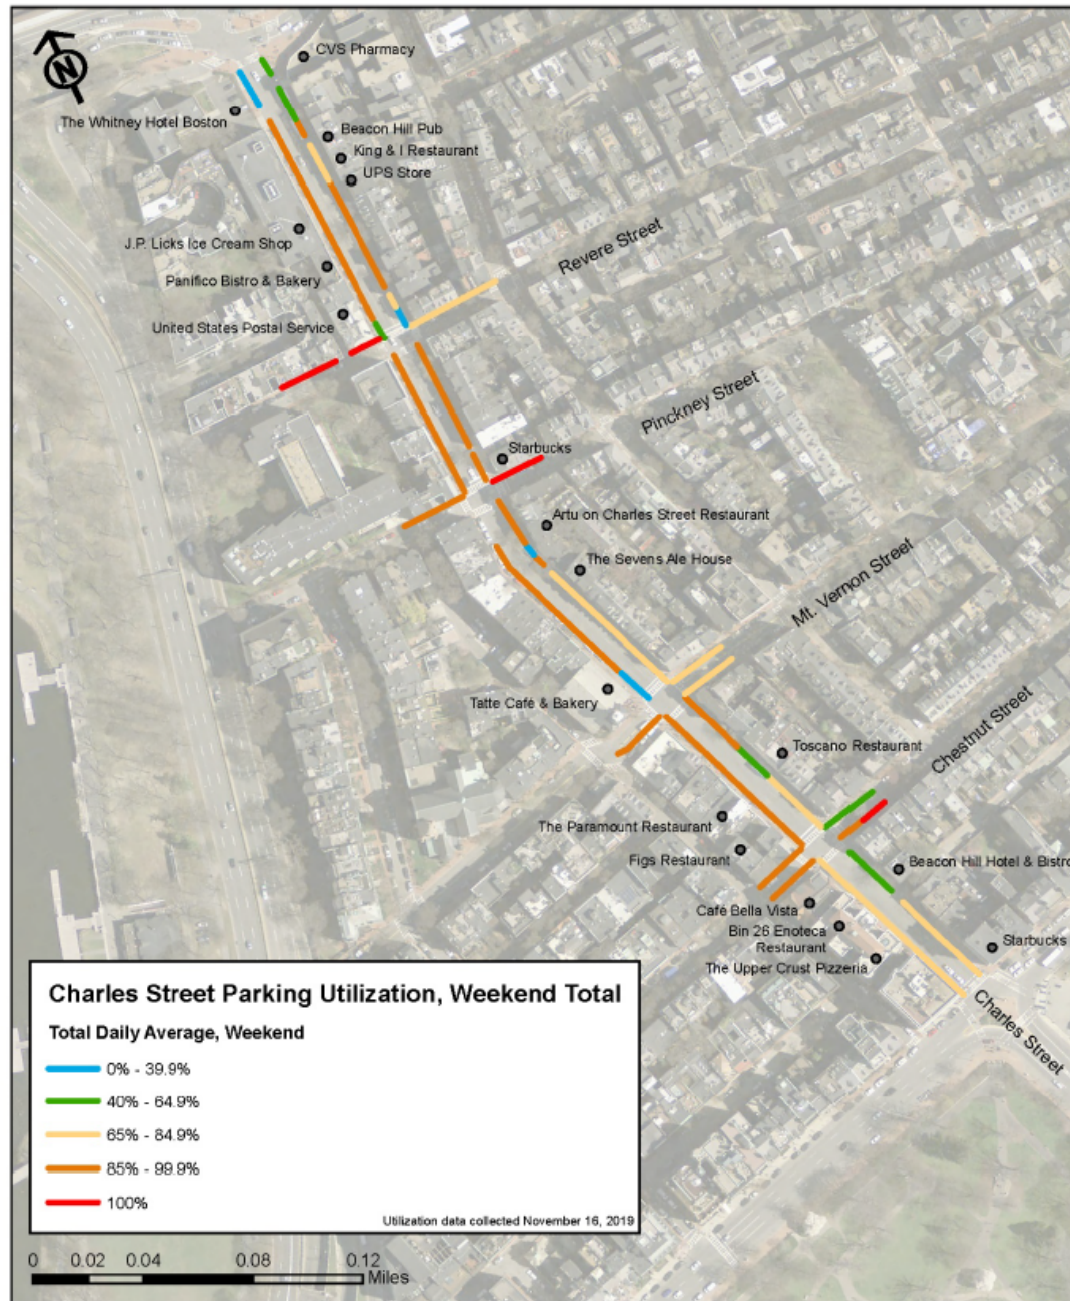 N
CVS Pharmacy
The Whitney Hotel Boston
Beacon Hill Pub
King & I Restaurant
UPS Store
J.P. Licks Ice Cream Shop
Revere Street
Panifico Bistro & Bakery
United States Postal Service
Pinckney Street
Starbucks
Artu on Charles Street Restaurant
The Sevens Ale House
Mt. Vernon Street
Tatte Café & Bakery
Toscano Restaurant
Chestnut Street
The Paramount Restaurant
Figs Restaurant
Beacon Hill Hotel & Bistro
Café Bella Vista
Bin 26 Enoteca
Restaurant
The Upper Crust Pizzeria
Starbucks
Charles Street
Charles Street Parking Utilization, Weekend Total
Total Daily Average, Weekend
0% - 39.9%
40% - 64.9%
65% - 84.9%
85% - 99.9%
100%
Utilization data collected November 16, 2019
0 0.02 0.04 0.08 0.12
Miles